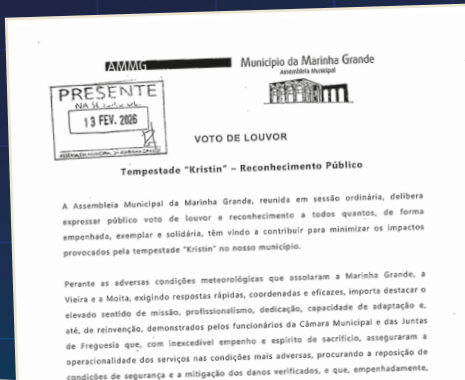 AMMG
Município da Marinha Grande
Assembleia Municipal
PRESENTE
13 FEV. 2026
VOTO DE LOUVOR
Tempestade "Kristin" – Reconhecimento Público
A Assembleia Municipal da Marinha Grande, reunida em sessão ordinária, delibera
expressar público voto de louvor e reconhecimento a todos quantos, de forma
empenhada, exemplar e solidária, têm vindo a contribuir para minimizar os impactos
provocados pela tempestade "Kristin" no nosso município.
Perante as adversas condições meteorológicas que assolaram a Marinha Grande, a
Vieira e a Moita, exigindo respostas rápidas, coordenadas e eficazes, importa destacar o
elevado sentido de missão, profissionalismo, dedicação, capacidade de adaptação e,
até, de reinvenção, demonstrados pelos funcionários da Câmara Municipal e das Juntas
de Freguesia que, com inexcedível empenho e espírito de sacrifício, asseguraram a
operacionalidade dos serviços nas condições mais adversas, procurando a reposição de
condições de segurança e a mitigação dos danos verificados, e que, empenhadamente,